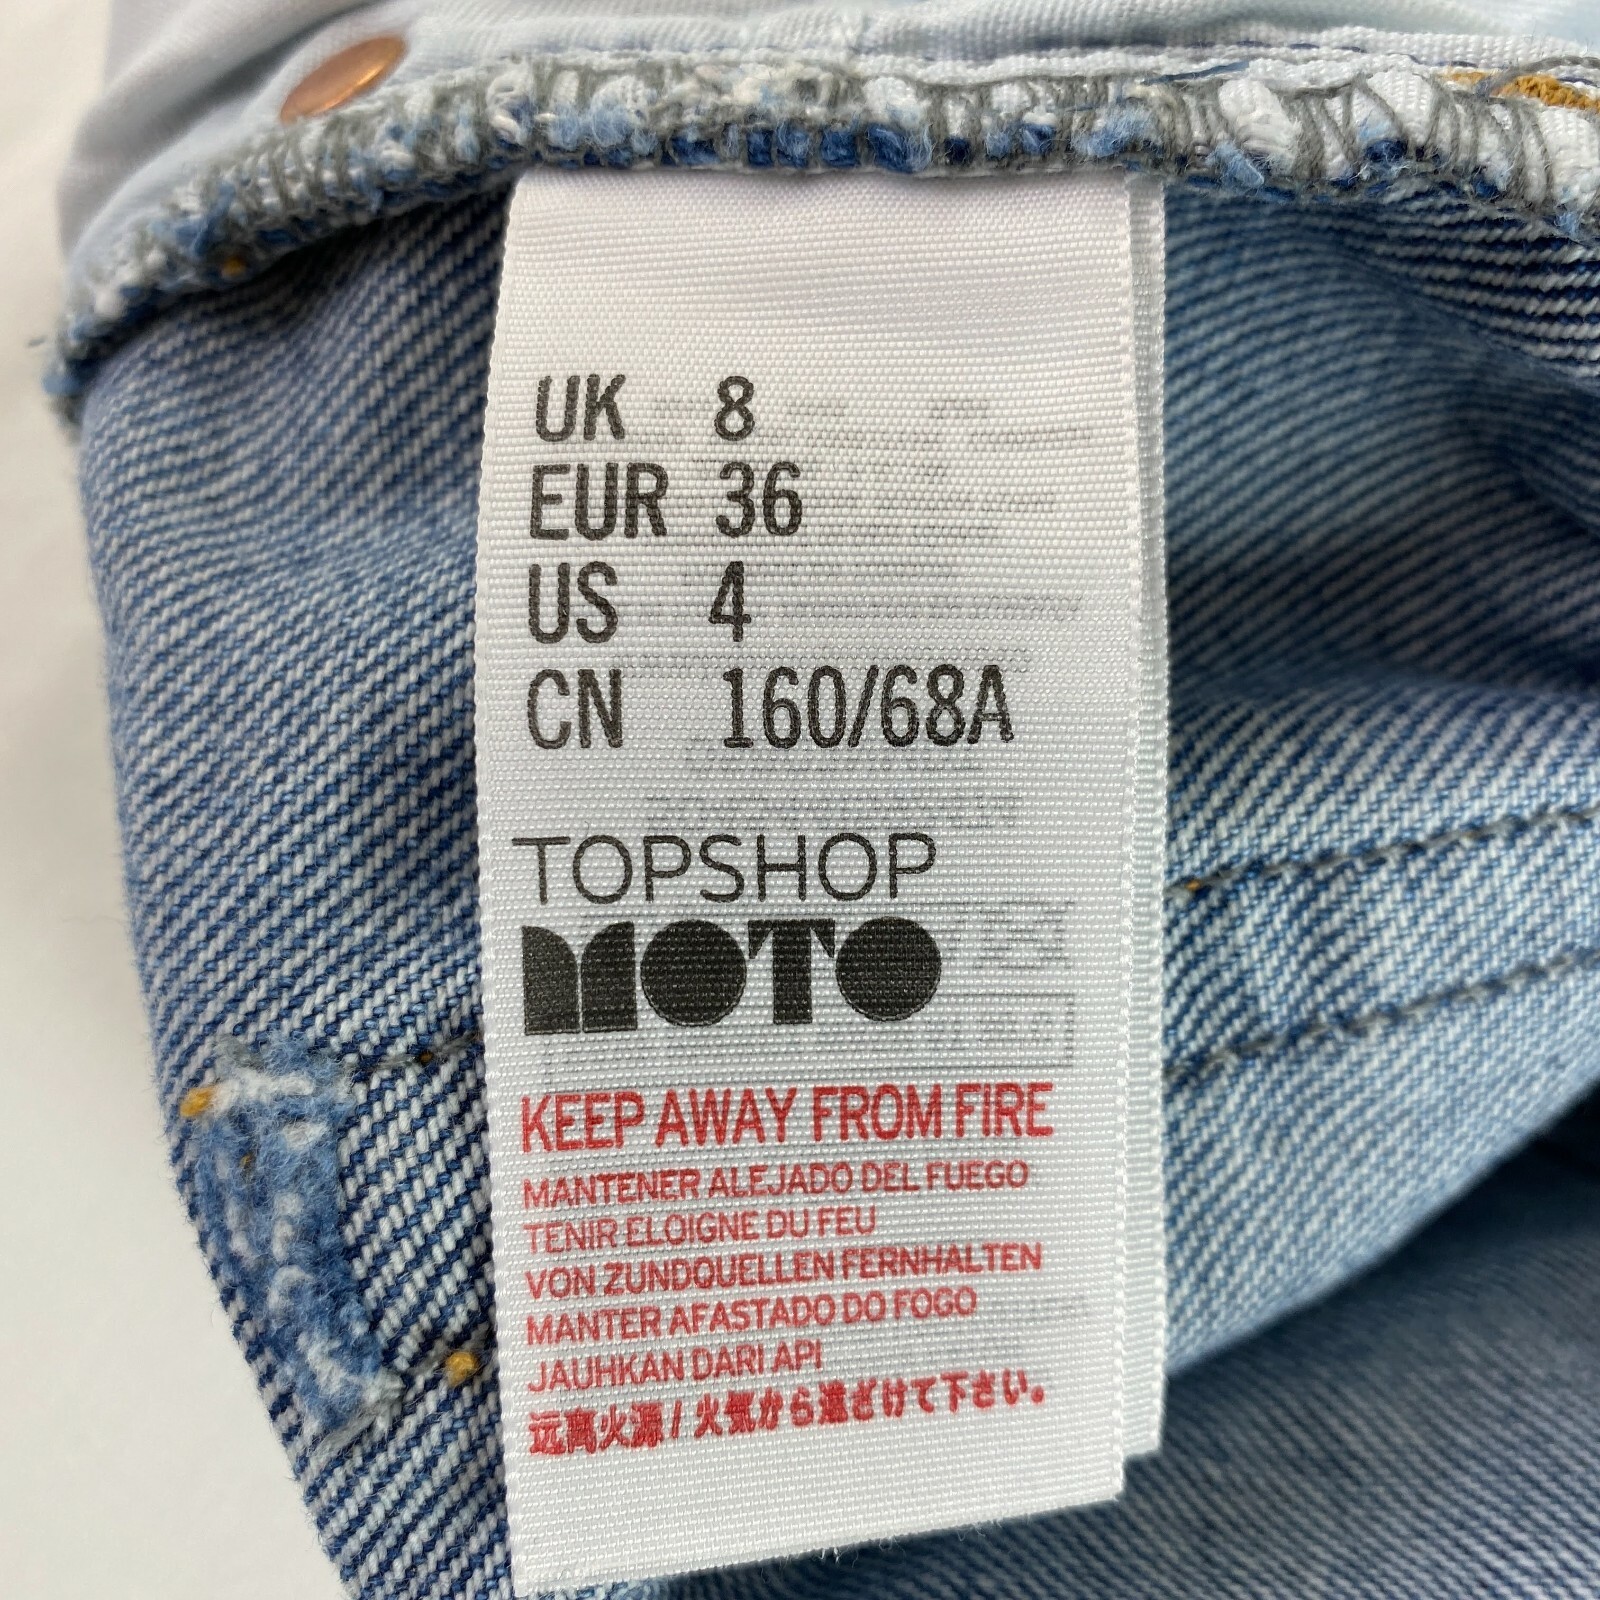 UK 8
EUR 36
US 4
CN 160/68A
TOPSHOP
MOTO
KEEP AWAY FROM FIRE
MANTENER ALEJADO DEL FUEGO
TENIR ELOIGNE DU FEU
VON ZUNDQUELLEN FERNHALTEN
MANTER AFASTADO DO FOGO
JAUHKAN DARI API
远离火源 / 火気から遠ざけて下さい。